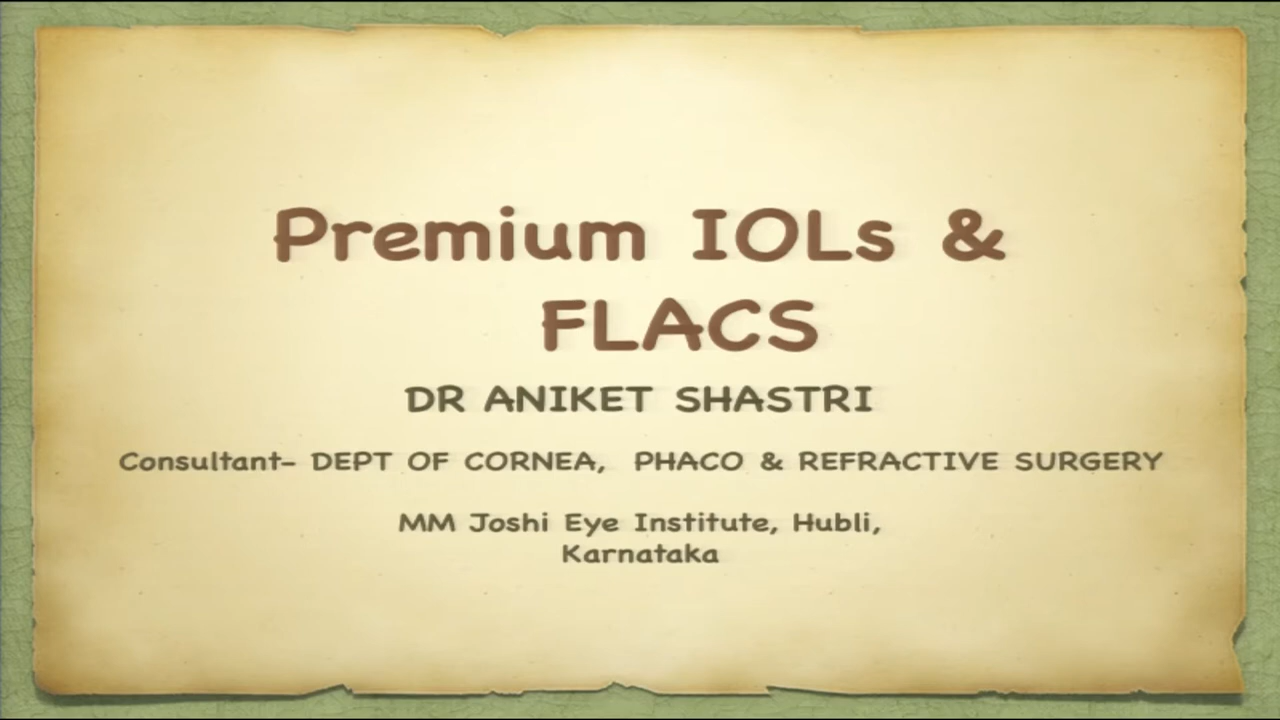 Premium IOLs &
FLACS
DR ANIKET SHASTRI
Consultant- DEPT OF CORNEA, PHACO & REFRACTIVE SURGERY
MM Joshi Eye Institute, Hubli,
Karnataka